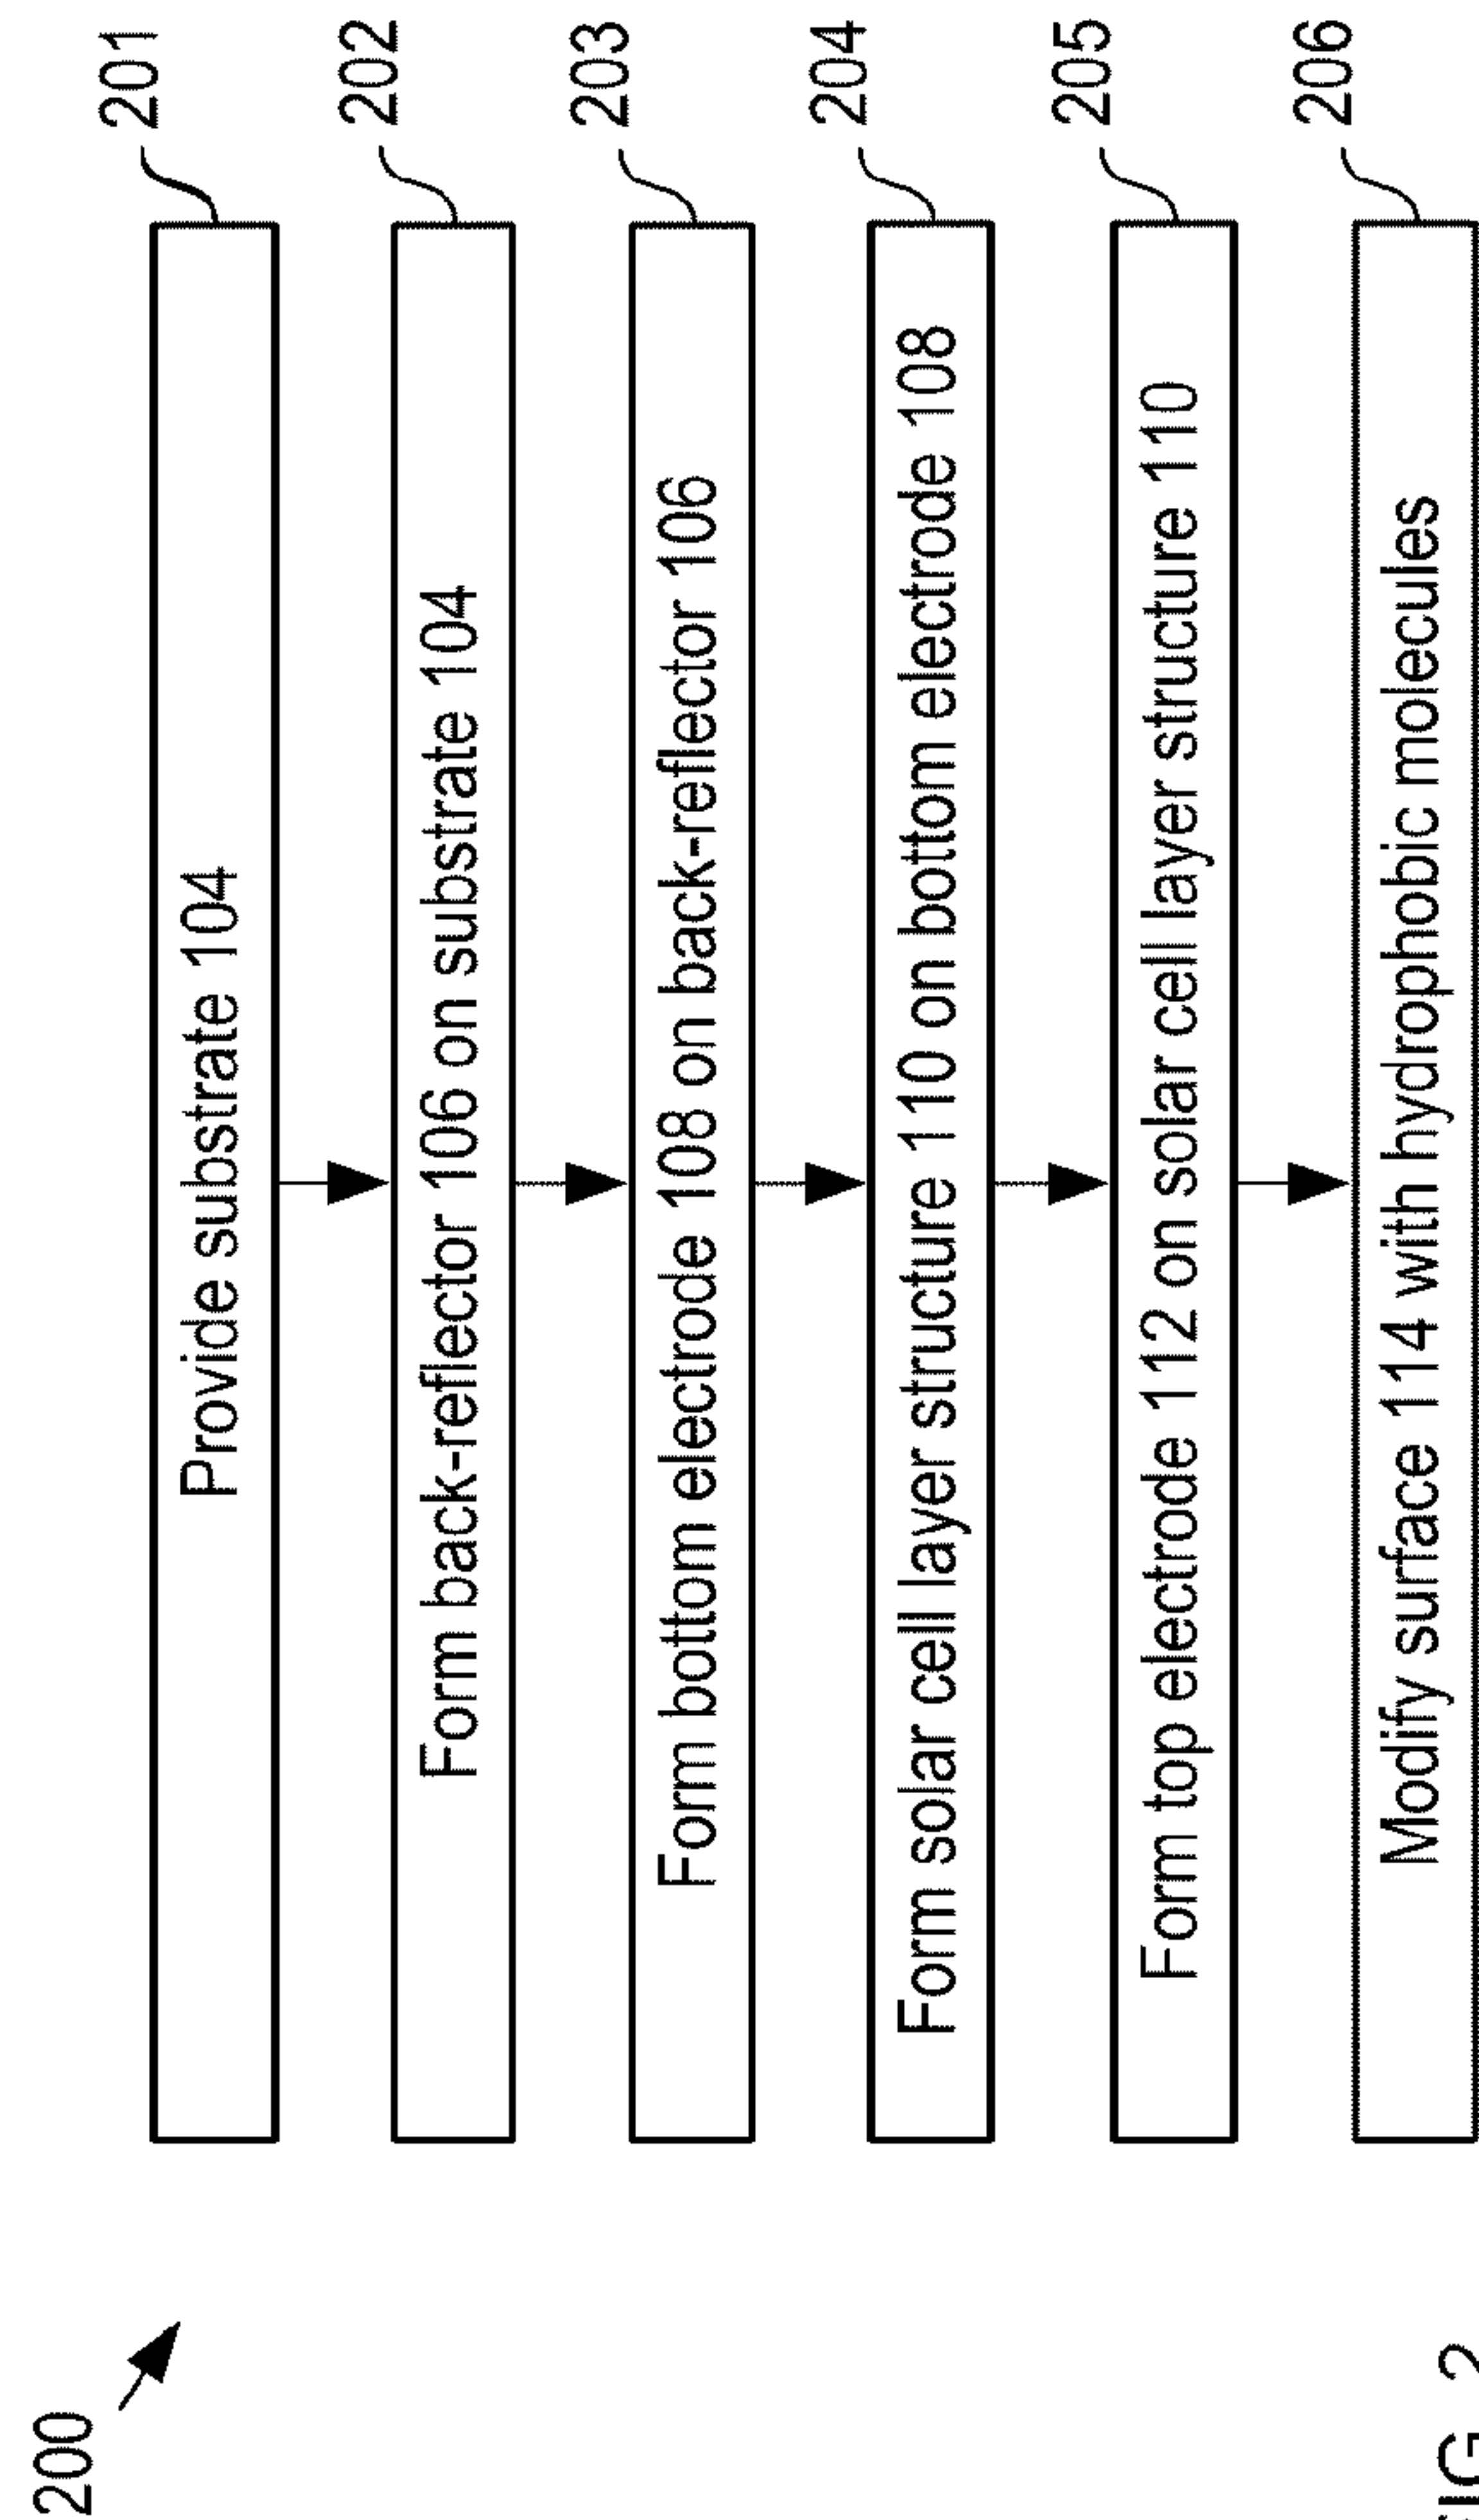 200
Provide substrate 104
201
Form back-reflector 106 on substrate 104
202
Form bottom electrode 108 on back-reflector 106
203
Form solar cell layer structure 110 on bottom electrode 108
204
Form top electrode 112 on solar cell layer structure 110
205
Modify surface 114 with hydrophobic molecules
206